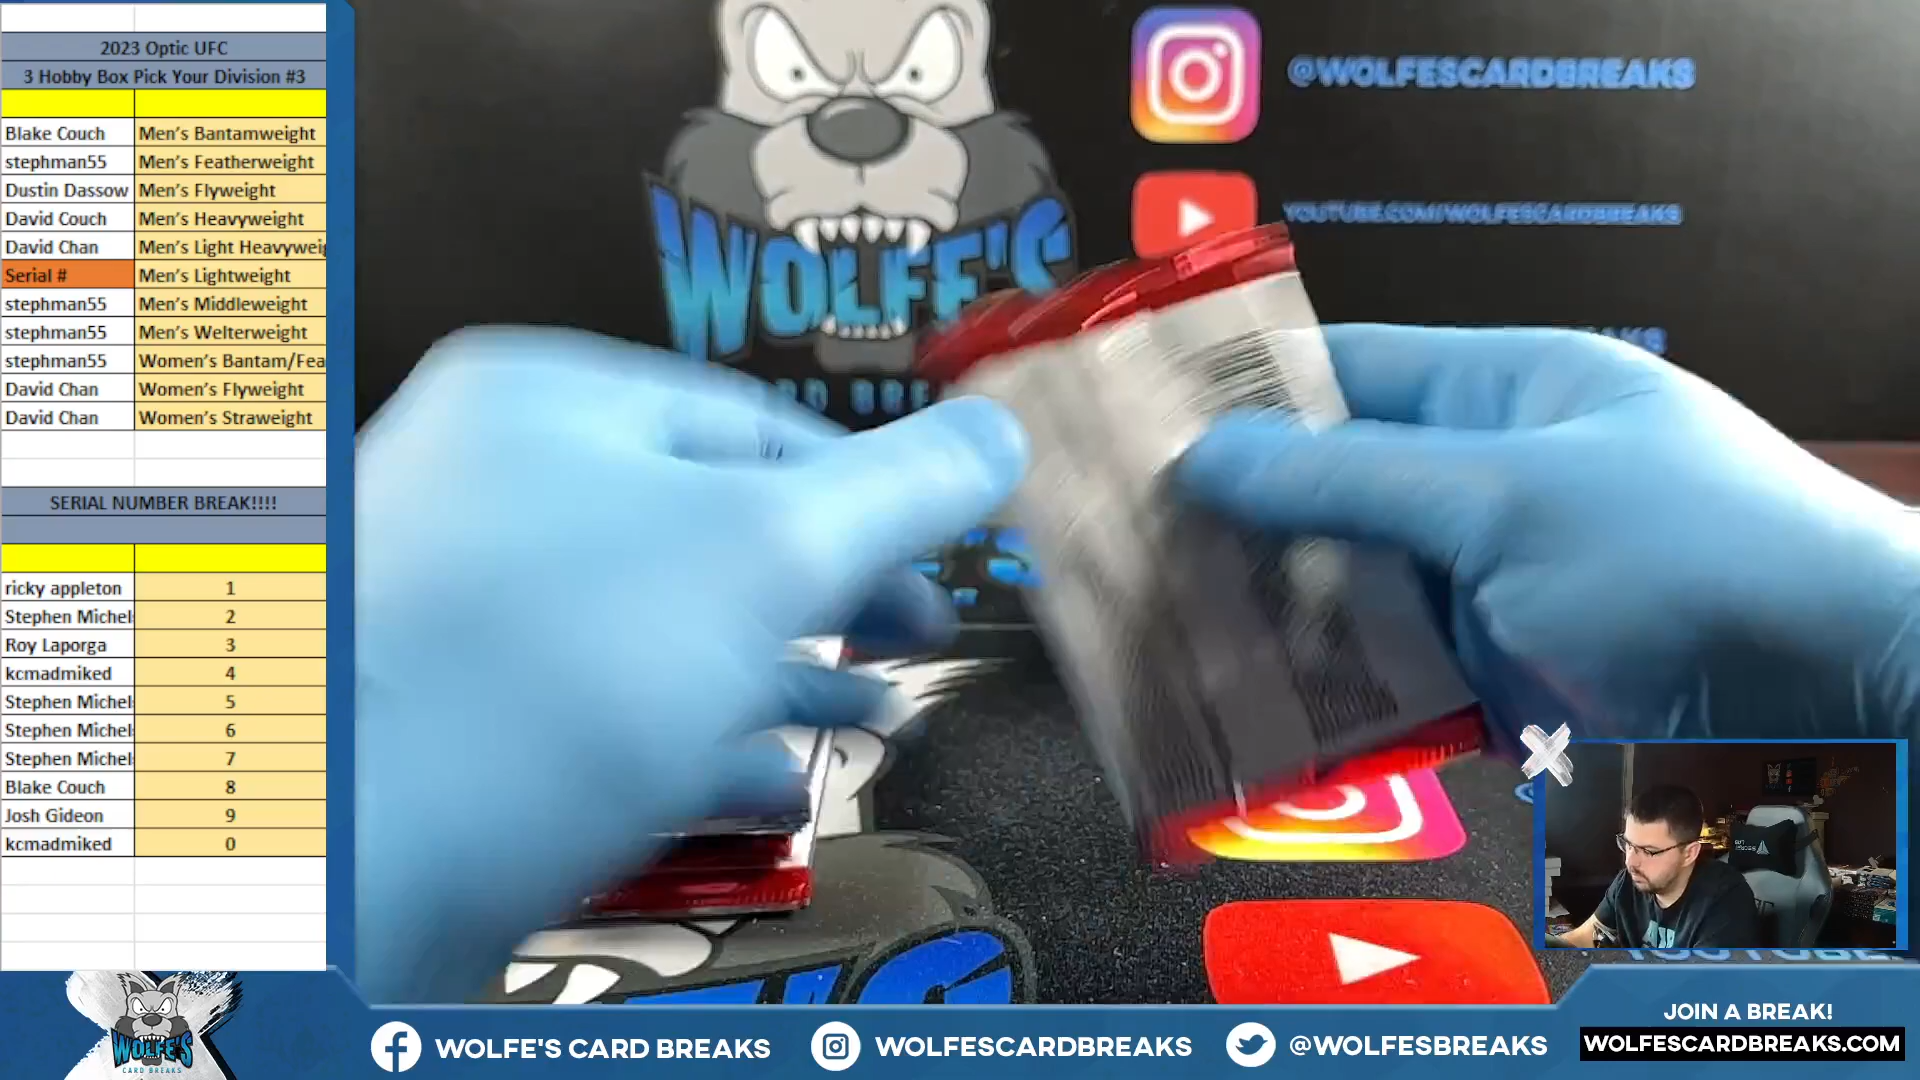 2023 Optic UFC
3 Hobby Box Pick Your Division #3
Blake Couch Men's Bantamweight
stephman55 Men's Featherweight
Dustin Dassow Men's Flyweight
David Couch Men's Heavyweight
David Chan Men's Light Heavyweig
Serial # Men's Lightweight
stephman55 Men's Middleweight
stephman55 Men's Welterweight
stephman55 Women's Bantam/Fea
David Chan Women's Flyweight
David Chan Women's Straweight
SERIAL NUMBER BREAK!!!!
ricky appleton 1
Stephen Michel 2
Roy Laporga 3
kcmadmiked 4
Stephen Michel 5
Stephen Michel 6
Stephen Michel 7
Blake Couch 8
Josh Gideon 9
kcmadmiked 0
@WOLFESCARDBREAKS
YOUTUBE.COM/WOLFESCARDBREAKS
WOLFE'S
WOLFE'S
CARD BREAKS
WOLFE'S CARD BREAKS
WOLFESCARDBREAKS
@WOLFESBREAKS
JOIN A BREAK!
WOLFESCARDBREAKS.COM